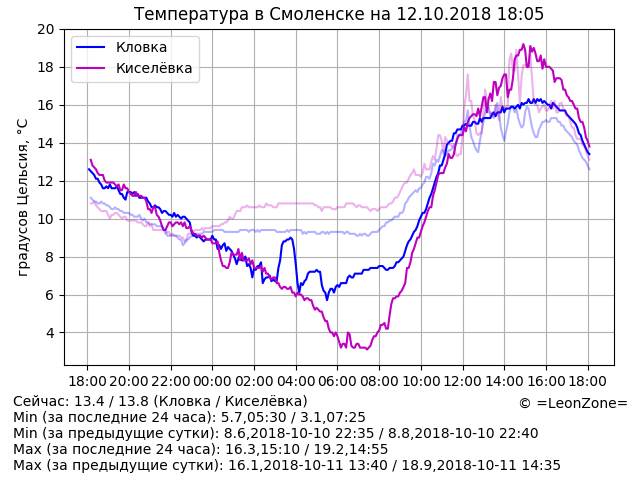 Температура в Смоленске на 12.10.2018 18:05
Кловка
Киселёвка
градусов Цельсия, °C
20
18
16
14
12
10
8
6
4
18:00 20:00 22:00 00:00 02:00 04:00 06:00 08:00 10:00 12:00 14:00 16:00 18:00
Сейчас: 13.4 / 13.8 (Кловка / Киселёвка)
© =LeonZone=
Min (за последние 24 часа): 5.7,05:30 / 3.1,07:25
Min (за предыдущие сутки): 8.6,2018-10-10 22:35 / 8.8,2018-10-10 22:40
Max (за последние 24 часа): 16.3,15:10 / 19.2,14:55
Max (за предыдущие сутки): 16.1,2018-10-11 13:40 / 18.9,2018-10-11 14:35